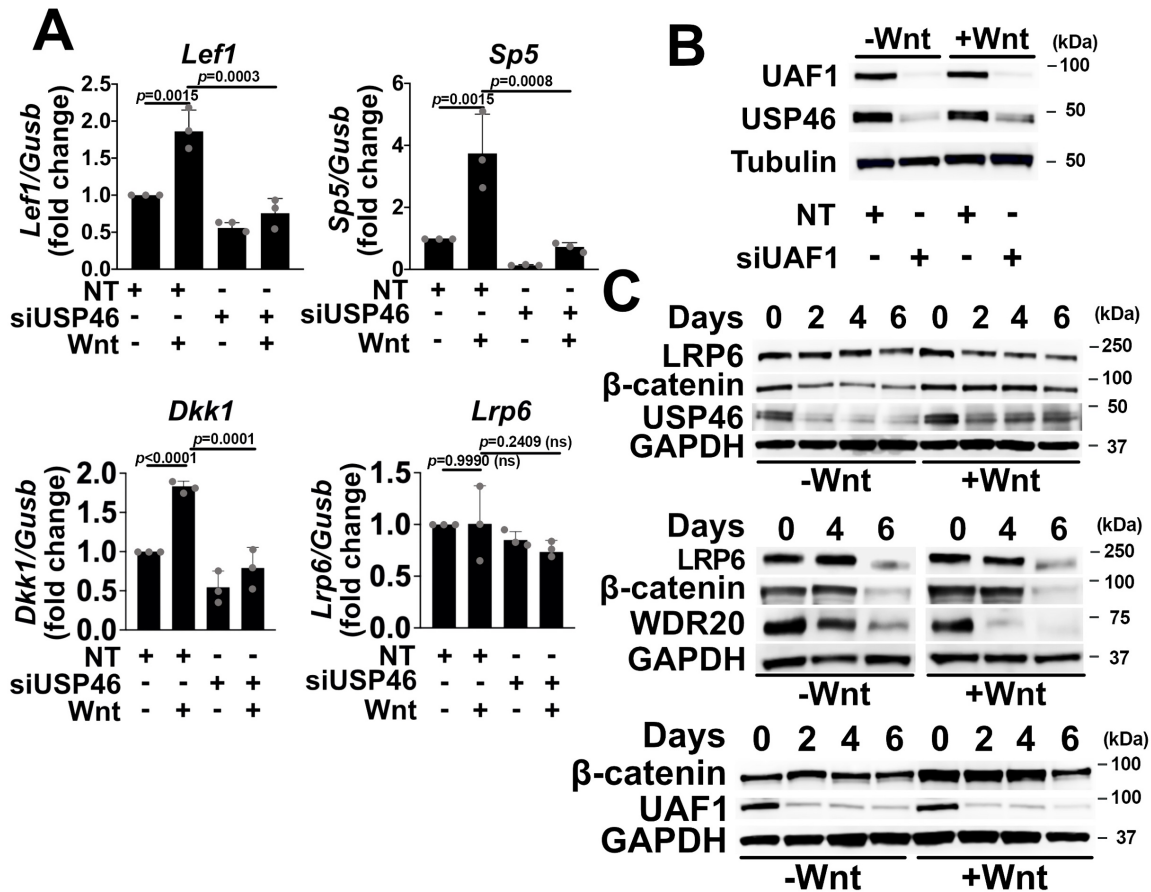 A
Lef1
Lef1/Gusb
(fold change)
2.5
2.0
1.5
1.0
0.5
0.0
p=0.0015
p=0.0003
NT + + - -
siUSP46 - - + +
Wnt - + - +
Sp5
Sp5/Gusb
(fold change)
6
4
2
0
p=0.0015
p=0.0008
NT + + - -
siUSP46 - - + +
Wnt - + - +
Dkk1
Dkk1/Gusb
(fold change)
2.0
1.5
1.0
0.5
0.0
p<0.0001
p=0.0001
NT + + - -
siUSP46 - - + +
Wnt - + - +
Lrp6
Lrp6/Gusb
(fold change)
1.5
1.0
0.5
0.0
p=0.9990 (ns)
p=0.2409 (ns)
NT + + - -
siUSP46 - - + +
Wnt - + - +
B
-Wnt +Wnt (kDa)
UAF1 – 100
USP46 – 50
Tubulin – 50
NT + - + -
siUAF1 - + - +
C
Days 0 2 4 6 0 2 4 6 (kDa)
LRP6 – 250
β-catenin – 100
USP46 – 50
GAPDH – 37
-Wnt +Wnt
Days 0 4 6 0 4 6 (kDa)
LRP6 – 250
β-catenin – 100
WDR20 – 75
GAPDH – 37
-Wnt +Wnt
Days 0 2 4 6 0 2 4 6 (kDa)
β-catenin – 100
UAF1 – 100
GAPDH – 37
-Wnt +Wnt